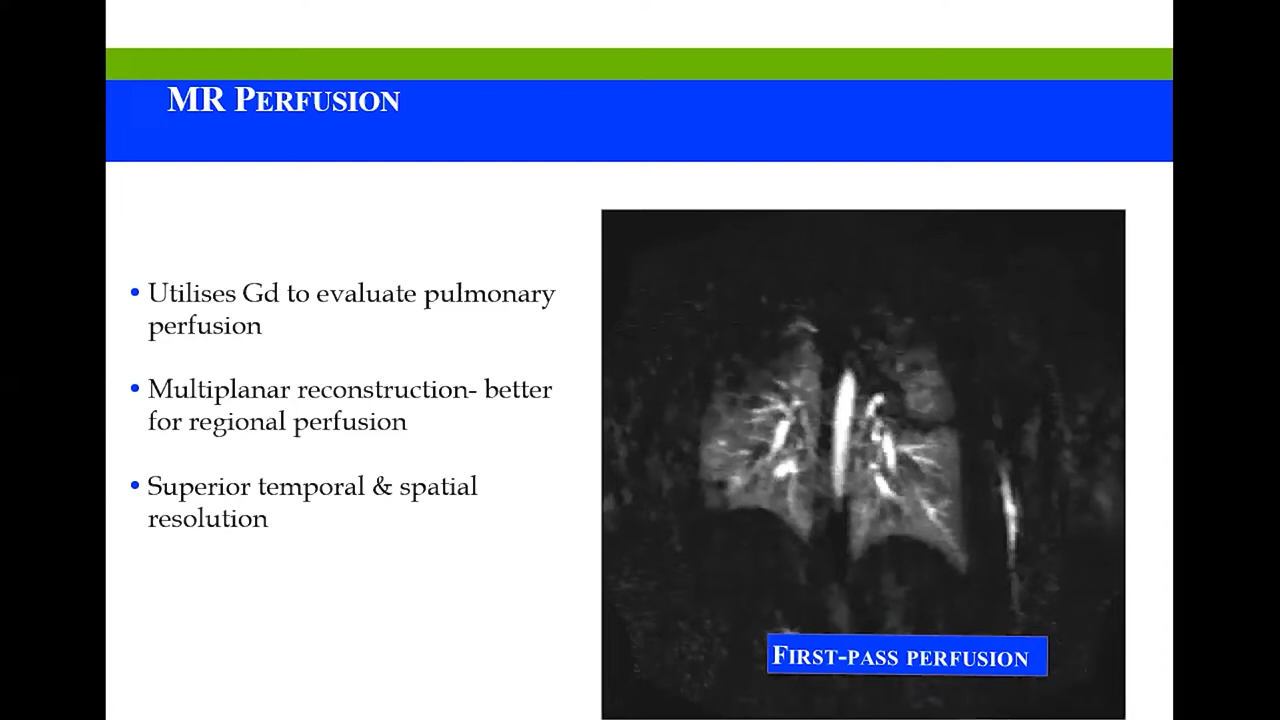 MR PERFUSION
• Utilises Gd to evaluate pulmonary
perfusion
• Multiplanar reconstruction- better
for regional perfusion
• Superior temporal & spatial
resolution
FIRST-PASS PERFUSION